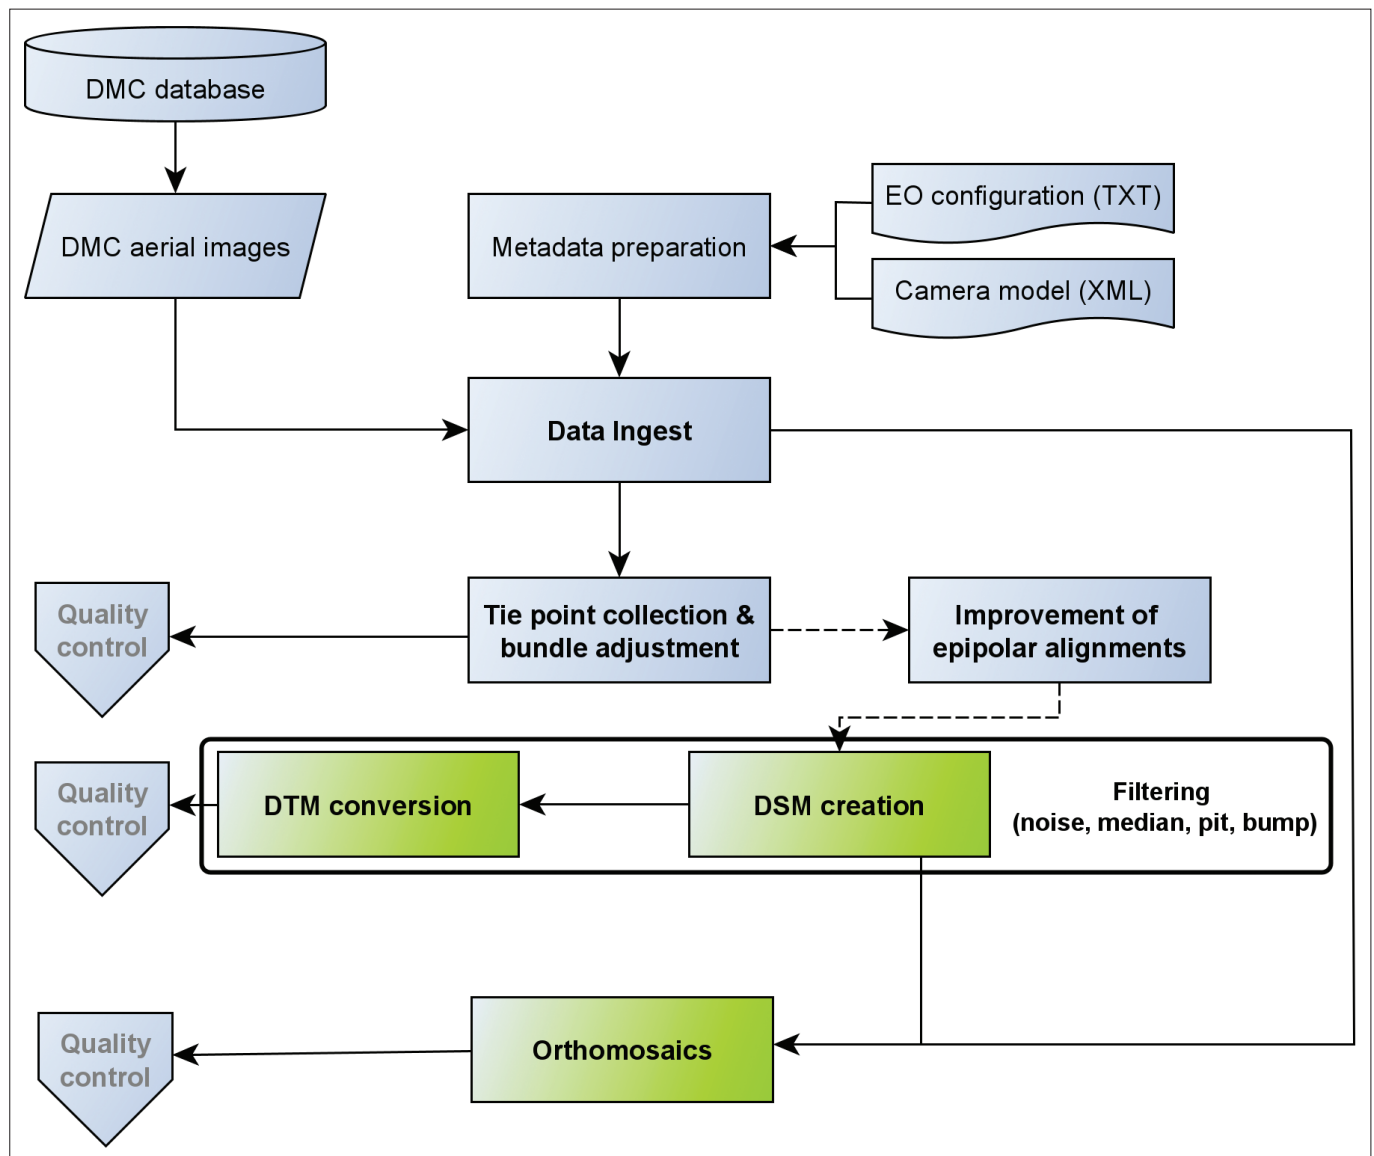 DMC database
DMC aerial images
Metadata preparation
EO configuration (TXT)
Camera model (XML)
Data Ingest
Quality
control
Tie point collection &
bundle adjustment
Improvement of
epipolar alignments
Quality
control
DTM conversion
DSM creation
Filtering
(noise, median, pit, bump)
Quality
control
Orthomosaics